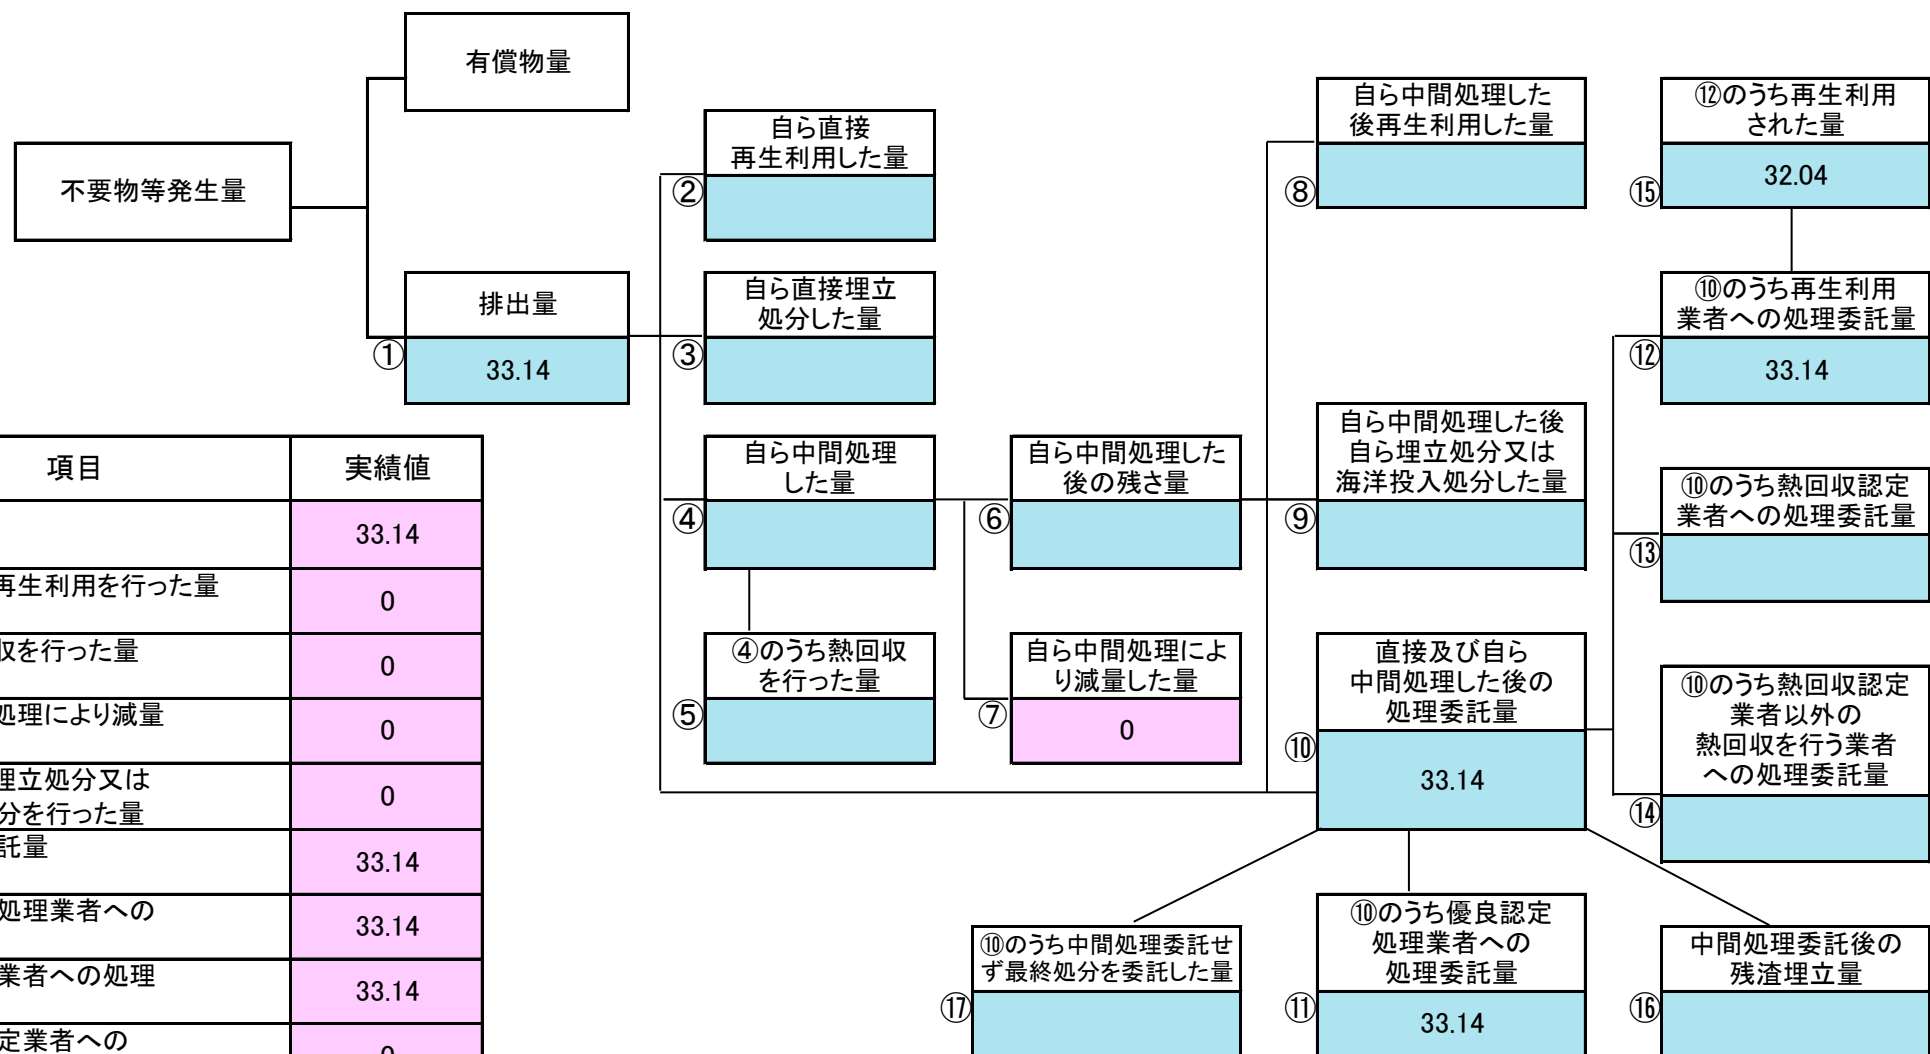 有償物量
不要物等発生量
排出量
①
33.14
自ら直接
再生利用した量
②
自ら直接埋立
処分した量
③
自ら中間処理
した量
④
④のうち熱回収
を行った量
⑤
自ら中間処理した
後の残さ量
⑥
自ら中間処理によ
り減量した量
⑦
0
自ら中間処理した
後再生利用した量
⑧
自ら中間処理した後
自ら埋立処分又は
海洋投入処分した量
⑨
直接及び自ら
中間処理した後の
処理委託量
⑩
33.14
⑫のうち再生利用
された量
⑮
32.04
⑩のうち再生利用
業者への処理委託量
⑫
33.14
⑩のうち熱回収認定
業者への処理委託量
⑬
⑩のうち熱回収認定
業者以外の
熱回収を行う業者
への処理委託量
⑭
⑩のうち中間処理委託せ
ず最終処分を委託した量
⑰
⑩のうち優良認定
処理業者への
処理委託量
⑪
33.14
中間処理委託後の
残渣埋立量
⑯
項目 実績値
33.14
再生利用を行った量 0
収を行った量 0
処理により減量 0
埋立処分又は
分を行った量 0
託量 33.14
処理業者への 33.14
業者への処理 33.14
定業者への 0